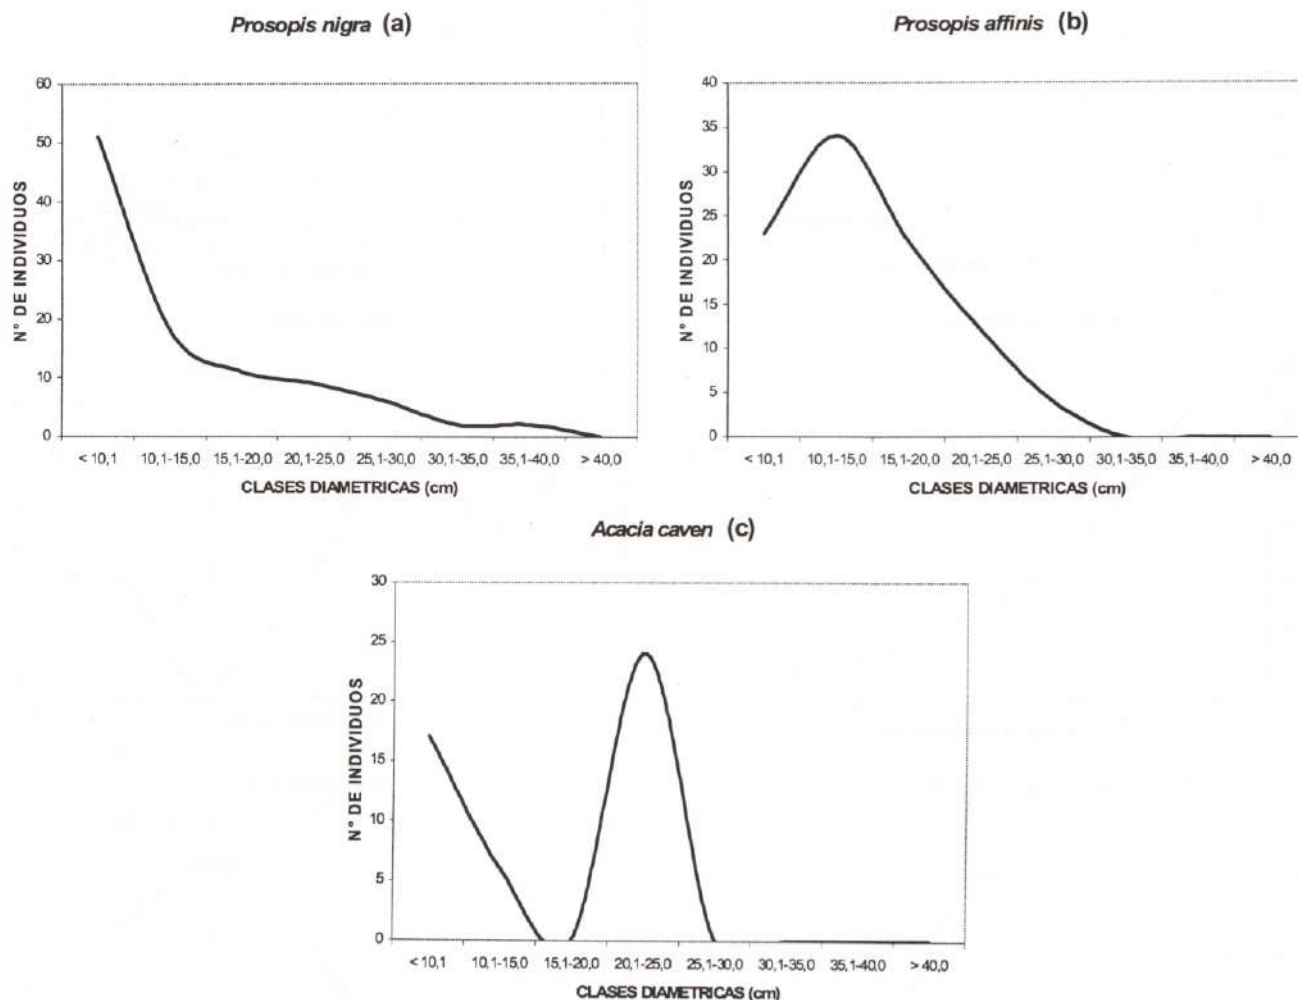 Prosopis nigra (a)
60
50
40
30
20
10
0
N° DE INDIVIDUOS
< 10,1 10,1-15,0 15,1-20,0 20,1-25,0 25,1-30,0 30,1-35,0 35,1-40,0 > 40,0
CLASES DIAMETRICAS (cm)
Prosopis affinis (b)
40
35
30
25
20
15
10
5
0
N° DE INDIVIDUOS
< 10,1 10,1-15,0 15,1-20,0 20,1-25,0 25,1-30,0 30,1-35,0 35,1-40,0 > 40,0
CLASES DIAMETRICAS (cm)
Acacia caven (c)
30
25
20
15
10
5
0
N° DE INDIVIDUOS
< 10,1 10,1-15,0 15,1-20,0 20,1-25,0 25,1-30,0 30,1-35,0 35,1-40,0 > 40,0
CLASES DIAMETRICAS (cm)